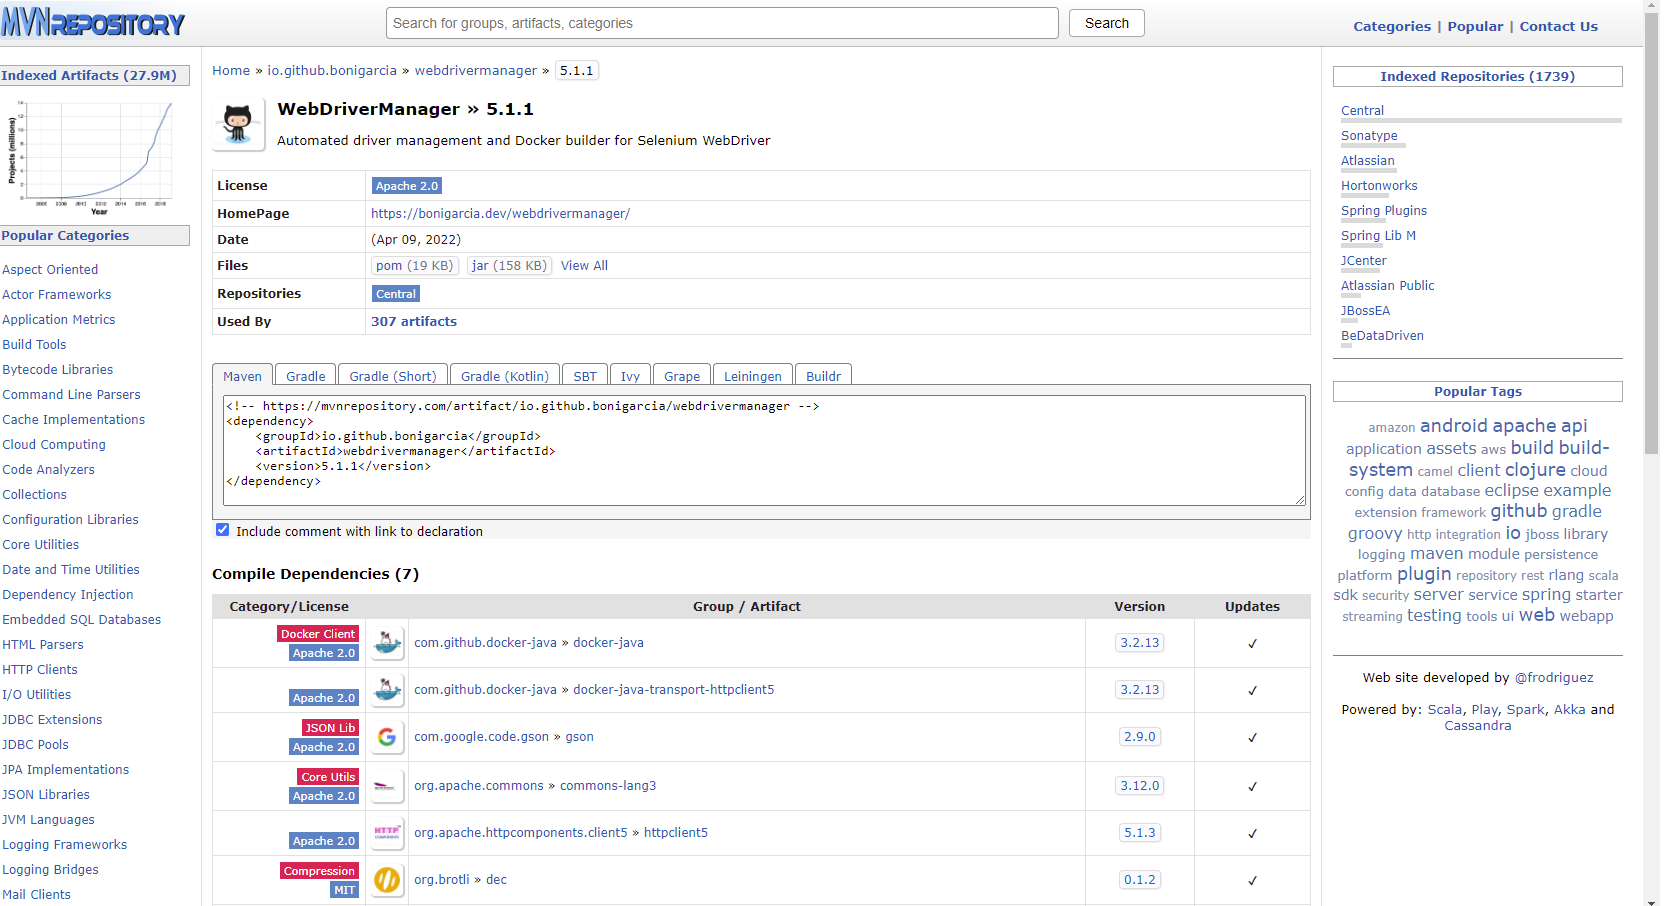 MVNREPOSITORY
Search for groups, artifacts, categories
Search
Categories | Popular | Contact Us
Indexed Artifacts (27.9M)
Projects (millions)
Year
Popular Categories
Aspect Oriented
Actor Frameworks
Application Metrics
Build Tools
Bytecode Libraries
Command Line Parsers
Cache Implementations
Cloud Computing
Code Analyzers
Collections
Configuration Libraries
Core Utilities
Date and Time Utilities
Dependency Injection
Embedded SQL Databases
HTML Parsers
HTTP Clients
I/O Utilities
JDBC Extensions
JDBC Pools
JPA Implementations
JSON Libraries
JVM Languages
Logging Frameworks
Logging Bridges
Mail Clients
Home » io.github.bonigarcia » webdrivermanager » 5.1.1
WebDriverManager » 5.1.1
Automated driver management and Docker builder for Selenium WebDriver
License Apache 2.0
HomePage https://bonigarcia.dev/webdrivermanager/
Date (Apr 09, 2022)
Files pom (19 KB) jar (158 KB) View All
Repositories Central
Used By 307 artifacts
Maven Gradle Gradle (Short) Gradle (Kotlin) SBT Ivy Grape Leiningen Buildr
<!-- https://mvnrepository.com/artifact/io.github.bonigarcia/webdrivermanager -->
<dependency>
    <groupId>io.github.bonigarcia</groupId>
    <artifactId>webdrivermanager</artifactId>
    <version>5.1.1</version>
</dependency>
Include comment with link to declaration
Compile Dependencies (7)
Category/License Group / Artifact Version Updates
Docker Client
Apache 2.0
com.github.docker-java » docker-java 3.2.13 ✓
Apache 2.0
com.github.docker-java » docker-java-transport-httpclient5 3.2.13 ✓
JSON Lib
Apache 2.0
com.google.code.gson » gson 2.9.0 ✓
Core Utils
Apache 2.0
org.apache.commons » commons-lang3 3.12.0 ✓
Apache 2.0
HTTP
org.apache.httpcomponents.client5 » httpclient5 5.1.3 ✓
Compression
MIT
org.brotli » dec 0.1.2 ✓
Indexed Repositories (1739)
Central
Sonatype
Atlassian
Hortonworks
Spring Plugins
Spring Lib M
JCenter
Atlassian Public
JBossEA
BeDataDriven
Popular Tags
amazon android apache api
application assets aws build build-
system camel client clojure cloud
config data database eclipse example
extension framework github gradle
groovy http integration io jboss library
logging maven module persistence
platform plugin repository rest rlang scala
sdk security server service spring starter
streaming testing tools ui web webapp
Web site developed by @frodriguez
Powered by: Scala, Play, Spark, Akka and
Cassandra